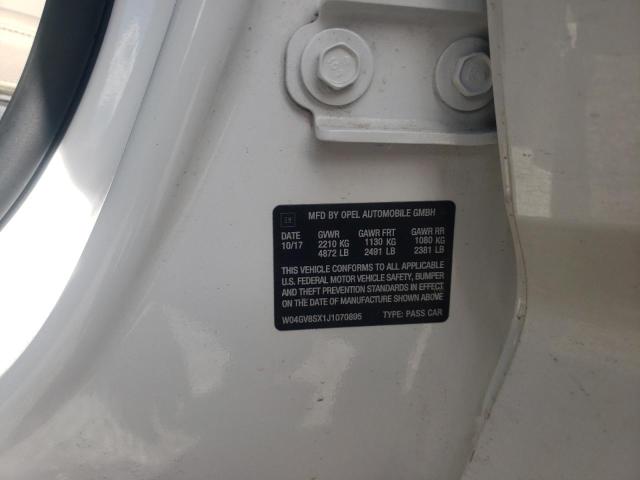 GM MFD BY OPEL AUTOMOBILE GMBH
DATE GVWR GAWR FRT GAWR RR
10/17 2210 KG 1130 KG 1080 KG
4872 LB 2491 LB 2381 LB
THIS VEHICLE CONFORMS TO ALL APPLICABLE
U.S. FEDERAL MOTOR VEHICLE SAFETY, BUMPER
AND THEFT PREVENTION STANDARDS IN EFFECT
ON THE DATE OF MANUFACTURE SHOWN ABOVE
W04GV8SX1J1070895 TYPE: PASS CAR